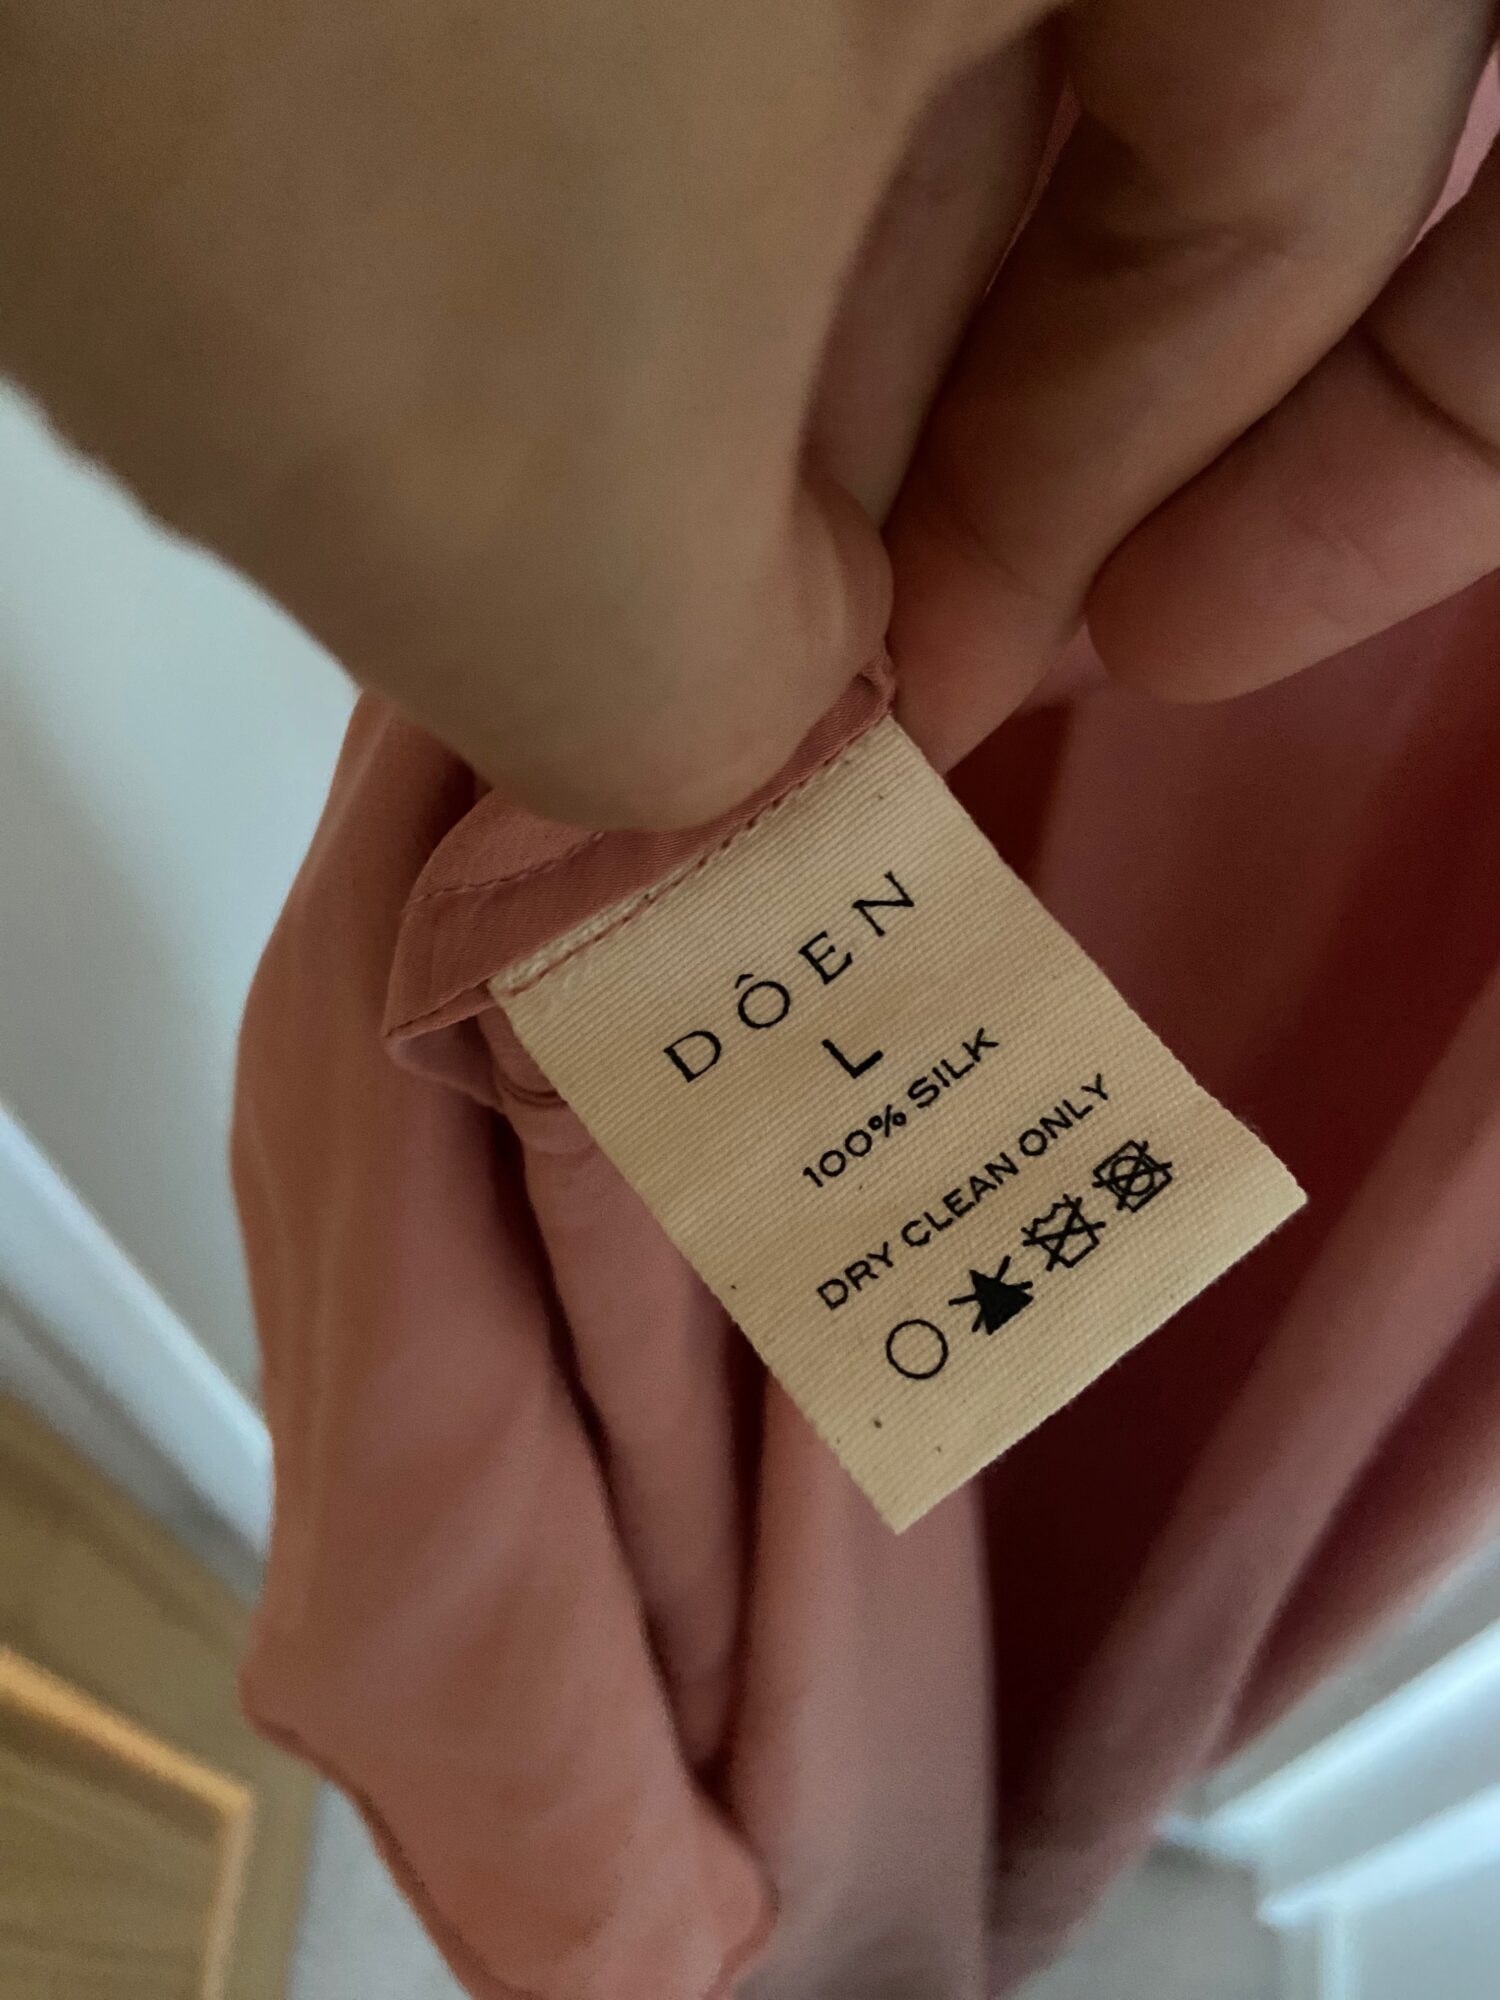 DÔEN
L
100% SILK
DRY CLEAN ONLY